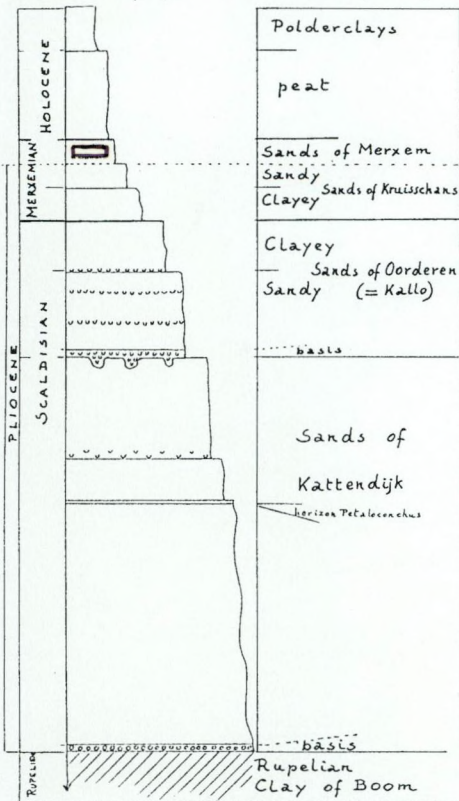 HOLOCENE
MERXEMIAN
PLIOCENE
SCALDISIAN
RUPELIEN
Polderclays
peat
Sands of Merxem
Sandy
Sands of Kruisschans
Clayey
Clayey
Sands of Oorderen
Sandy (= Kallo)
basis
Sands of
Kattendijk
horizon Petaloconchus
basis
Rupelian
Clay of Boom